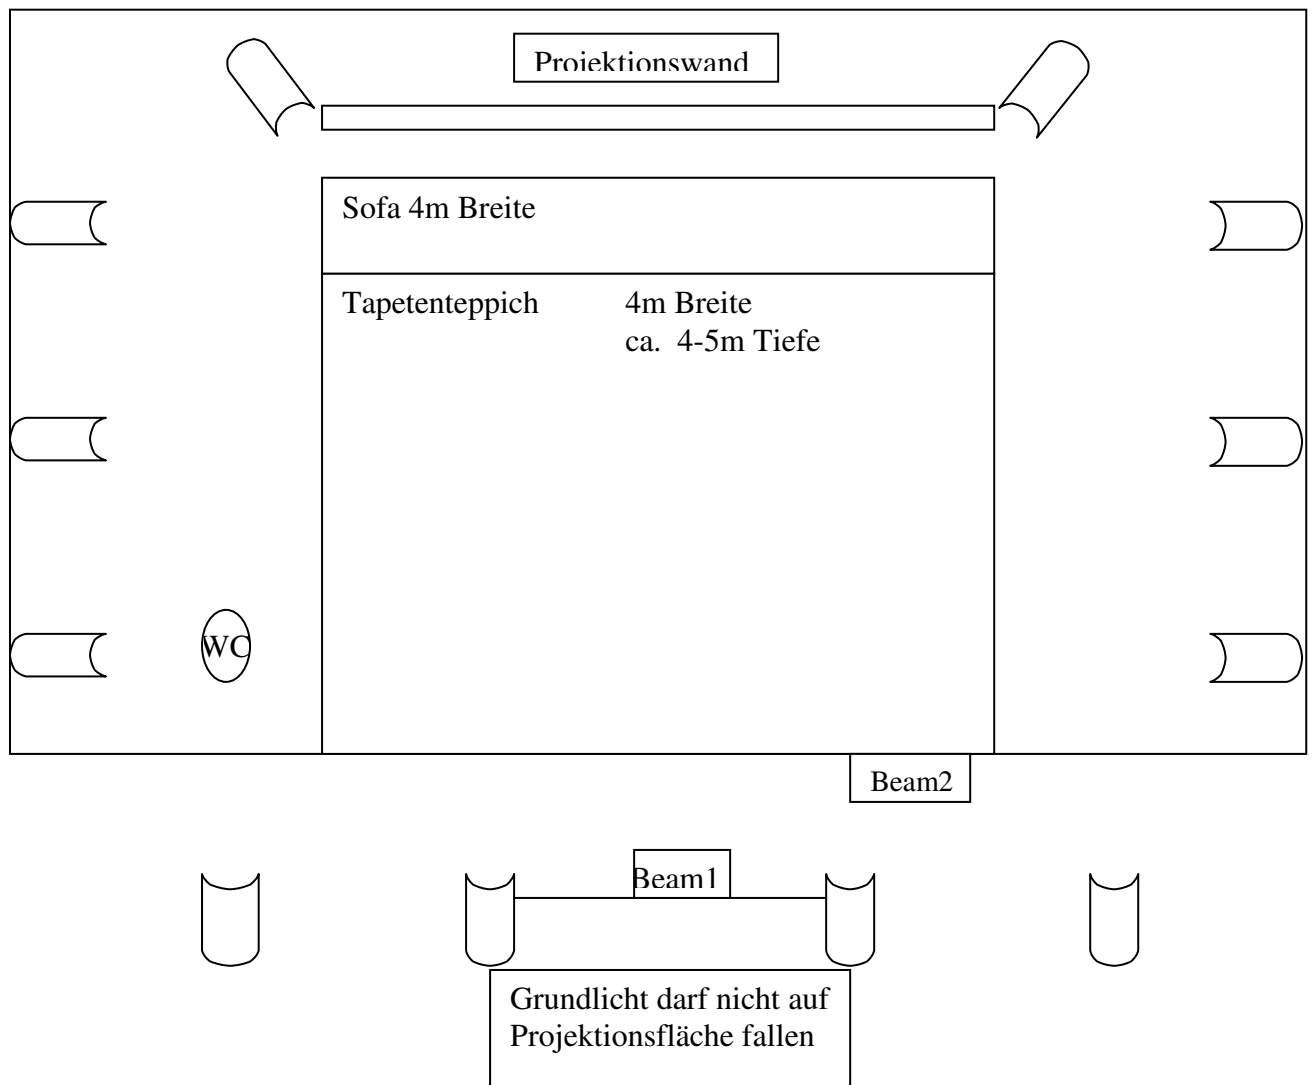 Projektionswand
Sofa 4m Breite
Tapetenteppich 4m Breite
ca. 4-5m Tiefe
WC
Beam2
Beam1
Grundlicht darf nicht auf
Projektionsfläche fallen